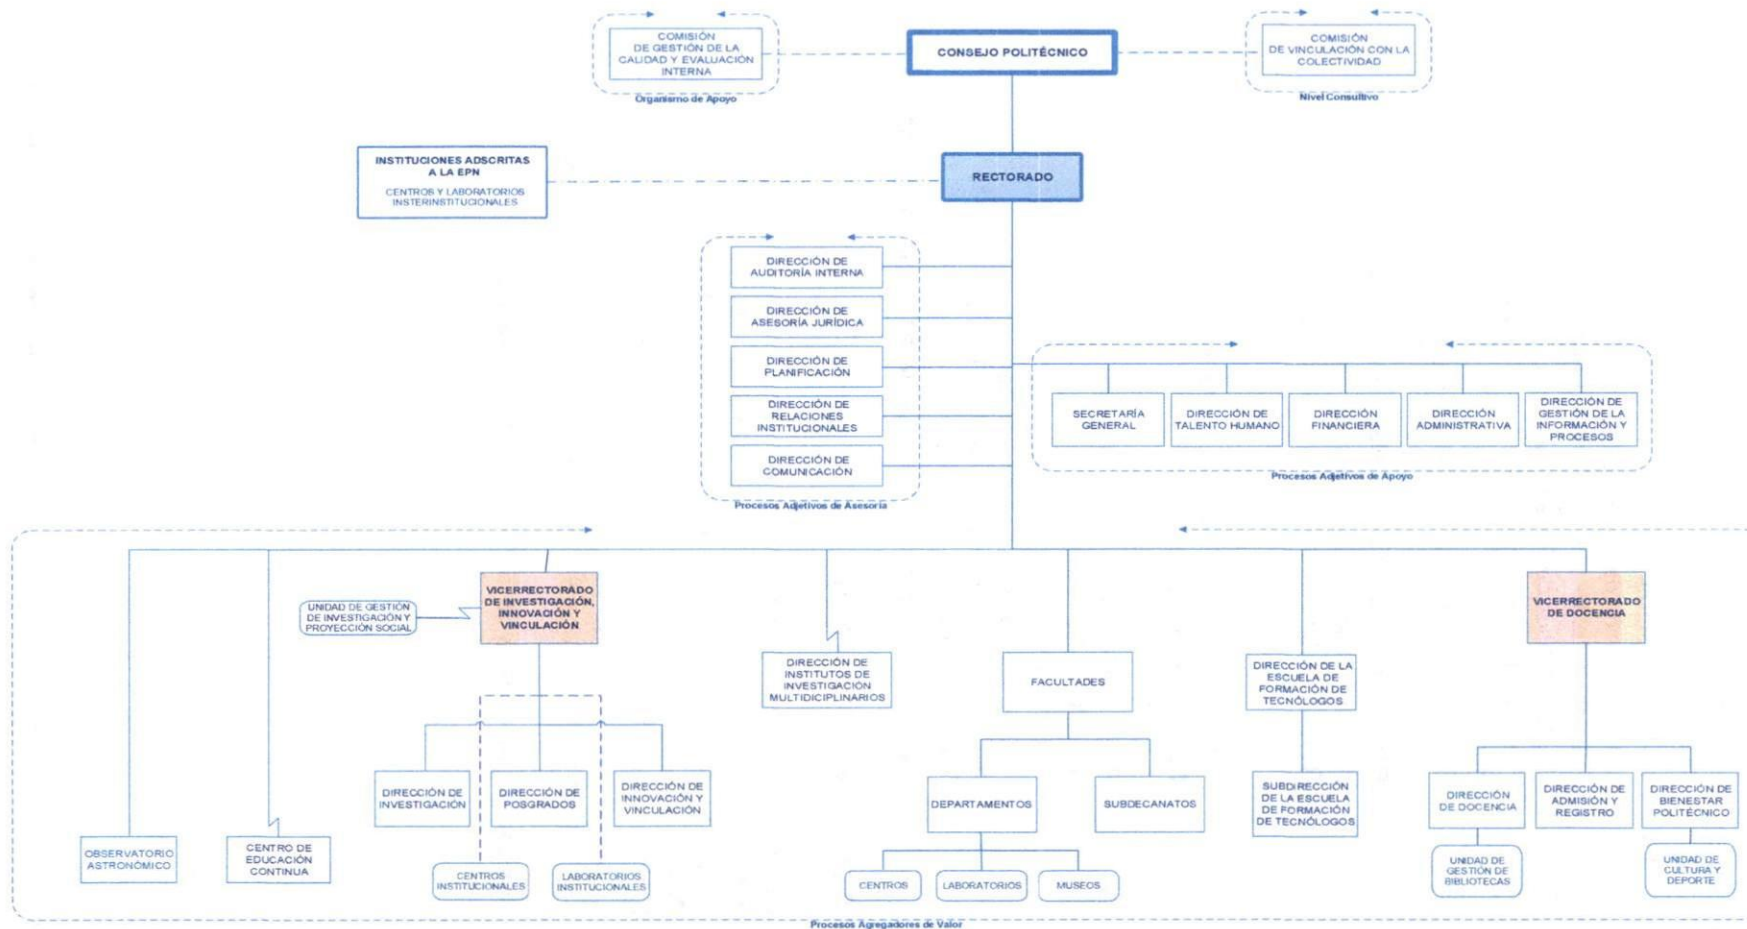 COMISIÓN
DE GESTIÓN DE LA
CALIDAD Y EVALUACIÓN
INTERNA
Organismo de Apoyo
CONSEJO POLITÉCNICO
COMISIÓN
DE VINCULACIÓN CON LA
COLECTIVIDAD
Nivel Consultivo
INSTITUCIONES ADSCRITAS
A LA EPN
CENTROS Y LABORATORIOS
INSTERINSTITUCIONALES
RECTORADO
DIRECCIÓN DE
AUDITORÍA INTERNA
DIRECCIÓN DE
ASESORÍA JURÍDICA
DIRECCIÓN DE
PLANIFICACIÓN
DIRECCIÓN DE
RELACIONES
INSTITUCIONALES
DIRECCIÓN DE
COMUNICACIÓN
Procesos Adjetivos de Asesoría
SECRETARÍA
GENERAL
DIRECCIÓN DE
TALENTO HUMANO
DIRECCIÓN
FINANCIERA
DIRECCIÓN
ADMINISTRATIVA
DIRECCIÓN DE
GESTIÓN DE LA
INFORMACIÓN Y
PROCESOS
Procesos Adjetivos de Apoyo
UNIDAD DE GESTIÓN
DE INVESTIGACIÓN Y
PROYECCIÓN SOCIAL
VICERRECTORADO
DE INVESTIGACIÓN,
INNOVACIÓN Y
VINCULACIÓN
VICERRECTORADO
DE DOCENCIA
DIRECCIÓN DE
INSTITUTOS DE
INVESTIGACIÓN
MULTIDICIPLINARIOS
FACULTADES
DIRECCIÓN DE LA
ESCUELA DE
FORMACIÓN DE
TECNÓLOGOS
DIRECCIÓN DE
INVESTIGACIÓN
DIRECCIÓN DE
POSGRADOS
DIRECCIÓN DE
INNOVACIÓN Y
VINCULACIÓN
DEPARTAMENTOS
SUBDECANATOS
SUBDIRECCIÓN
DE LA ESCUELA
DE FORMACIÓN
DE TECNÓLOGOS
DIRECCIÓN
DE DOCENCIA
DIRECCIÓN DE
ADMISIÓN Y
REGISTRO
DIRECCIÓN DE
BIENESTAR
POLITÉCNICO
OBSERVATORIO
ASTRONÓMICO
CENTRO DE
EDUCACIÓN
CONTINUA
CENTROS
INSTITUCIONALES
LABORATORIOS
INSTITUCIONALES
CENTROS
LABORATORIOS
MUSEOS
UNIDAD DE
GESTIÓN DE
BIBLIOTECAS
UNIDAD DE
CULTURA Y
DEPORTE
Procesos Agregadores de Valor